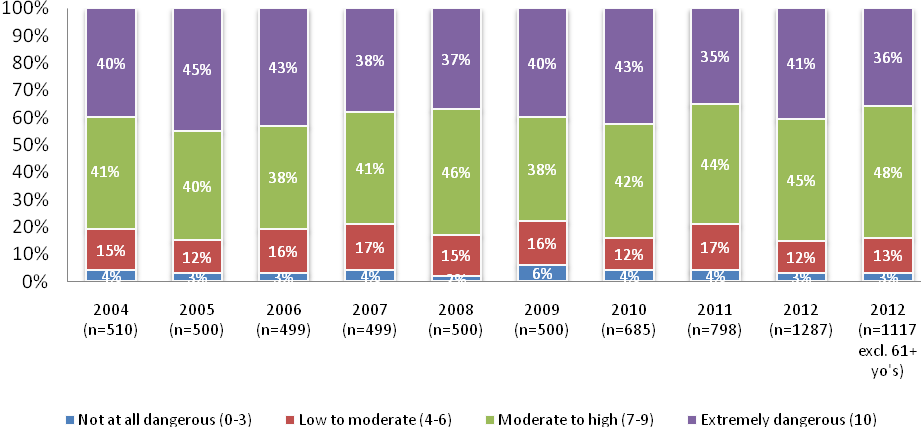 100%
90%
80%
70%
60%
50%
40%
30%
20%
10%
0%
40% 45% 43% 38% 37% 40% 43% 35% 41% 36%
41% 40% 38% 41% 46% 38% 42% 44% 45% 48%
15% 12% 16% 17% 15% 16% 12% 17% 12% 13%
4% 3% 3% 4% 2% 6% 4% 4% 3% 3%
2004 2005 2006 2007 2008 2009 2010 2011 2012 2012
(n=510) (n=500) (n=499) (n=499) (n=500) (n=500) (n=685) (n=798) (n=1287) (n=1117
excl. 61+
yo's)
Not at all dangerous (0-3) Low to moderate (4-6) Moderate to high (7-9) Extremely dangerous (10)